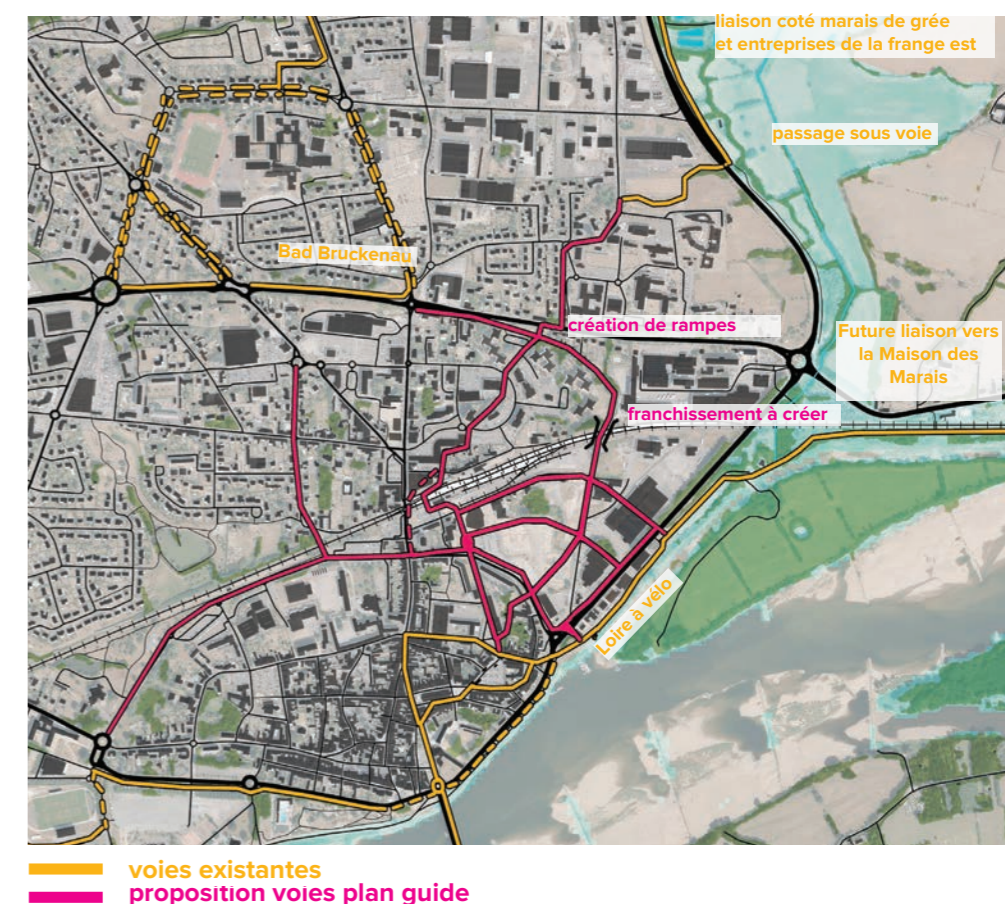 liaison coté marais de grée
et entreprises de la frange est
passage sous voie
Bad Bruckenau
création de rampes
Future liaison vers
la Maison des
Marais
franchissement à créer
Loire à vélo
voies existantes
proposition voies plan guide